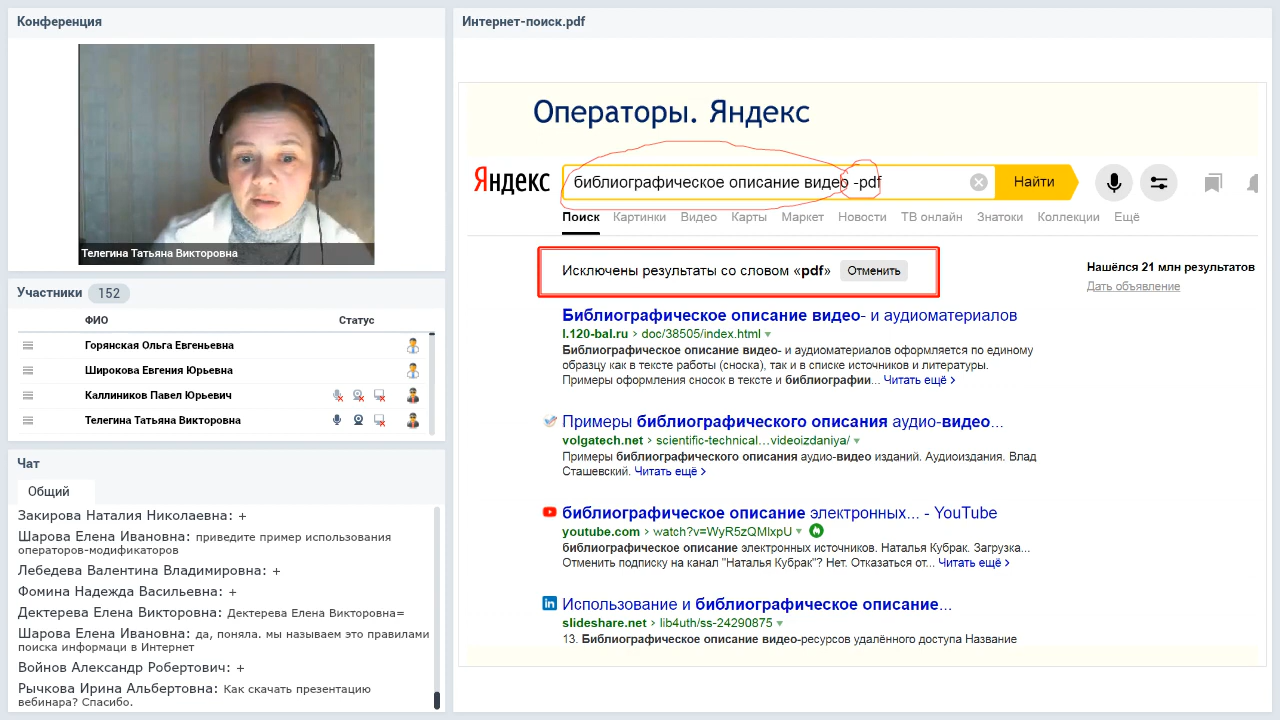 Конференция
Телегина Татьяна Викторовна
Участники 152
ФИО Статус
Горянская Ольга Евгеньевна
Широкова Евгения Юрьевна
Каллиников Павел Юрьевич
Телегина Татьяна Викторовна
Чат
Общий
Закирова Наталия Николаевна: +
Шарова Елена Ивановна: приведите пример использования
операторов-модификаторов
Лебедева Валентина Владимировна: +
Фомина Надежда Васильевна: +
Дектерева Елена Викторовна: Дектерева Елена Викторовна=
Шарова Елена Ивановна: да, поняла. мы называем это правилами
поиска информаци в Интернет
Войнов Александр Робертович: +
Рычкова Ирина Альбертовна: Как скачать презентацию
вебинара? Спасибо.
Интернет-поиск.pdf
Операторы. Яндекс
Яндекс библиографическое описание видео -pdf Найти
Поиск Картинки Видео Карты Маркет Новости ТВ онлайн Знатоки Коллекции Ещё
Исключены результаты со словом «pdf» Отменить
Нашёлся 21 млн результатов
Дать объявление
Библиографическое описание видео- и аудиоматериалов
l.120-bal.ru › doc/38505/index.html
Библиографическое описание видео- и аудиоматериалов оформляется по единому
образцу как в тексте работы (сноска), так и в списке источников и литературы.
Примеры оформления сносок в тексте и библиографии... Читать ещё ›
Примеры библиографического описания аудио-видео...
volgatech.net › scientific-technical…videoizdaniya/
Примеры библиографического описания аудио-видео изданий. Аудиоиздания. Влад
Сташевский. Читать ещё ›
библиографическое описание электронных... - YouTube
youtube.com › watch?v=WyR5zQMlxpU
библиографическое описание электронных источников. Наталья Кубрак. Загрузка...
Отменить подписку на канал "Наталья Кубрак"? Нет. Отказаться от... Читать ещё ›
Использование и библиографическое описание...
slideshare.net › lib4uth/ss-24290875
13. Библиографическое описание видео-ресурсов удалённого доступа Название